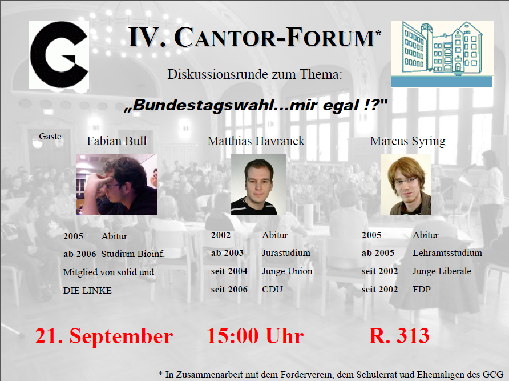 IV. CANTOR-FORUM*
Diskussionsrunde zum Thema:
„Bundestagswahl...mir egal !?"
Gäste
Fabian Bull
Matthias Havranek
Marcus Syring
2005 Abitur
ab 2006 Studium Bioinf.
Mitglied von solid und
DIE LINKE
2002 Abitur
ab 2003 Jurastudium
seit 2004 Junge Union
seit 2006 CDU
2005 Abitur
ab 2005 Lehramtsstudium
seit 2002 Junge Liberale
seit 2002 FDP
21. September 15:00 Uhr R. 313
* In Zusammenarbeit mit dem Förderverein, dem Schulerrat und Ehemaligen des GCG